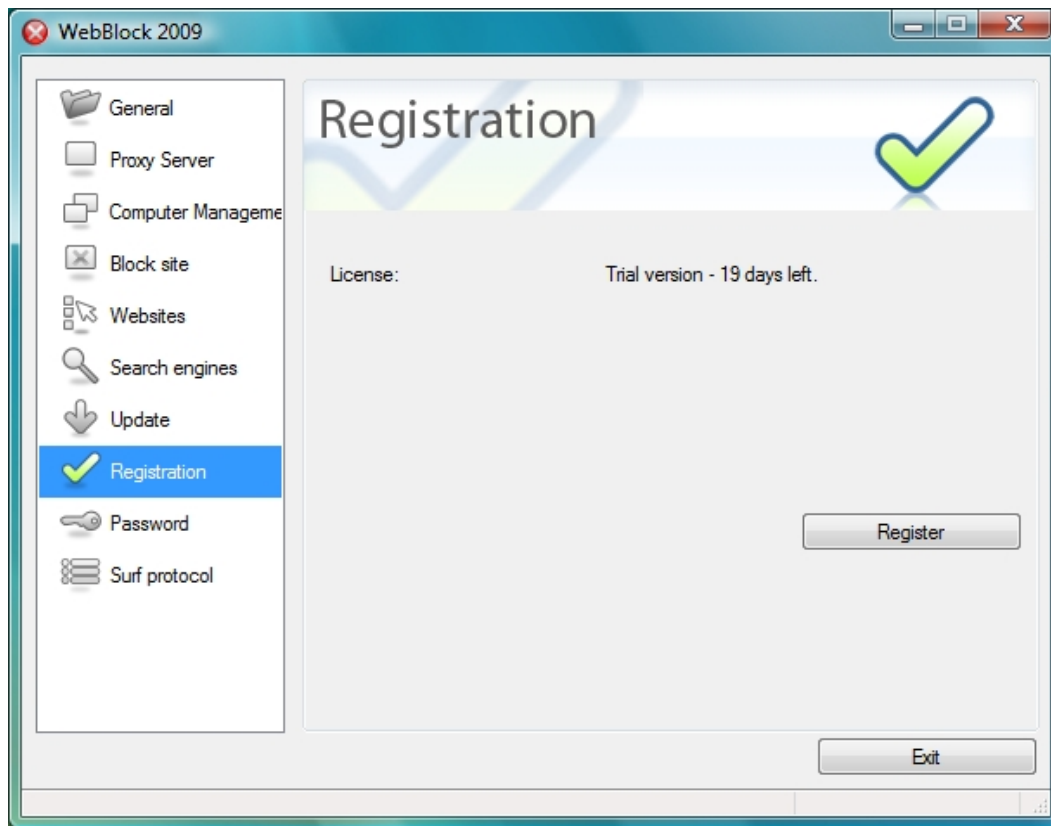 WebBlock 2009
General
Proxy Server
Computer Manageme
Block site
Websites
Search engines
Update
Registration
Password
Surf protocol
Registration
License: Trial version - 19 days left.
Register
Exit